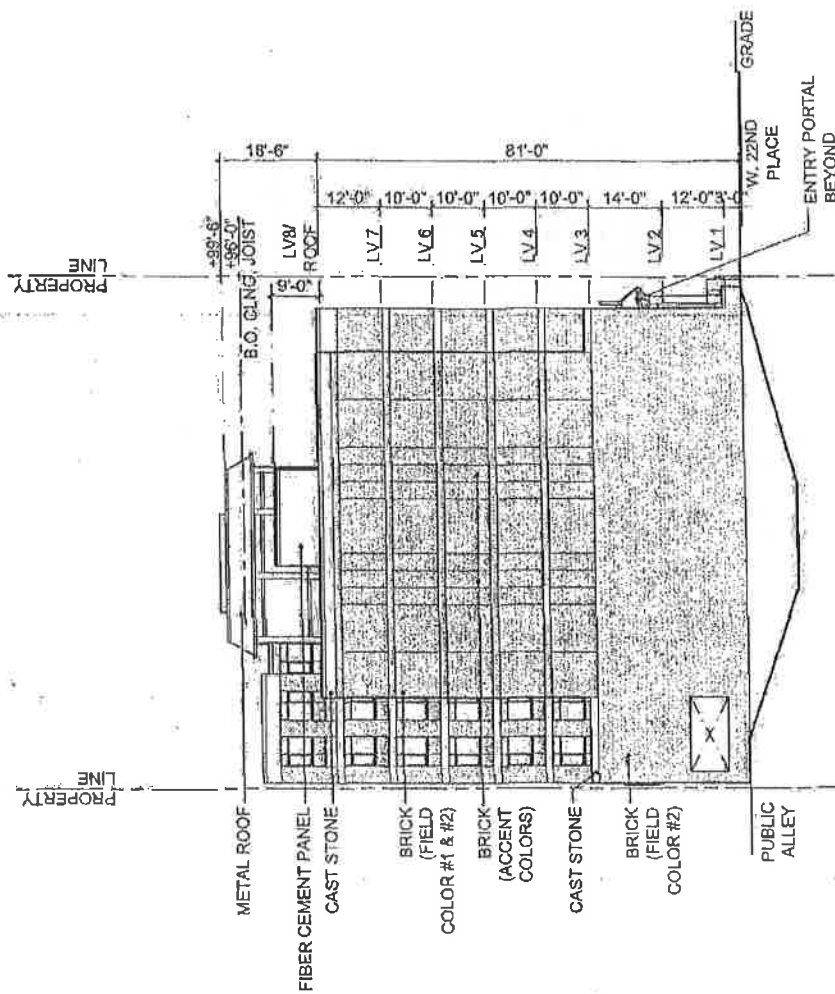 PROPERTY
LINE
PROPERTY
LINE
+99'-6"
+96'-0"
B.O. CLNG. JOIST
9'-0"
LV8/
ROOF
18'-6"
81'-0"
12'-0"
10'-0"
10'-0"
10'-0"
10'-0"
14'-0"
12'-0"
3'-0"
LV 7
LV 6
LV 5
LV 4
LV 3
LV 2
LV 1
W. 22ND
PLACE
GRADE
ENTRY PORTAL
BEYOND
METAL ROOF
FIBER CEMENT PANEL
CAST STONE
BRICK
(FIELD
COLOR #1 & #2)
BRICK
(ACCENT
COLORS)
CAST STONE
BRICK
(FIELD
COLOR #2)
PUBLIC
ALLEY